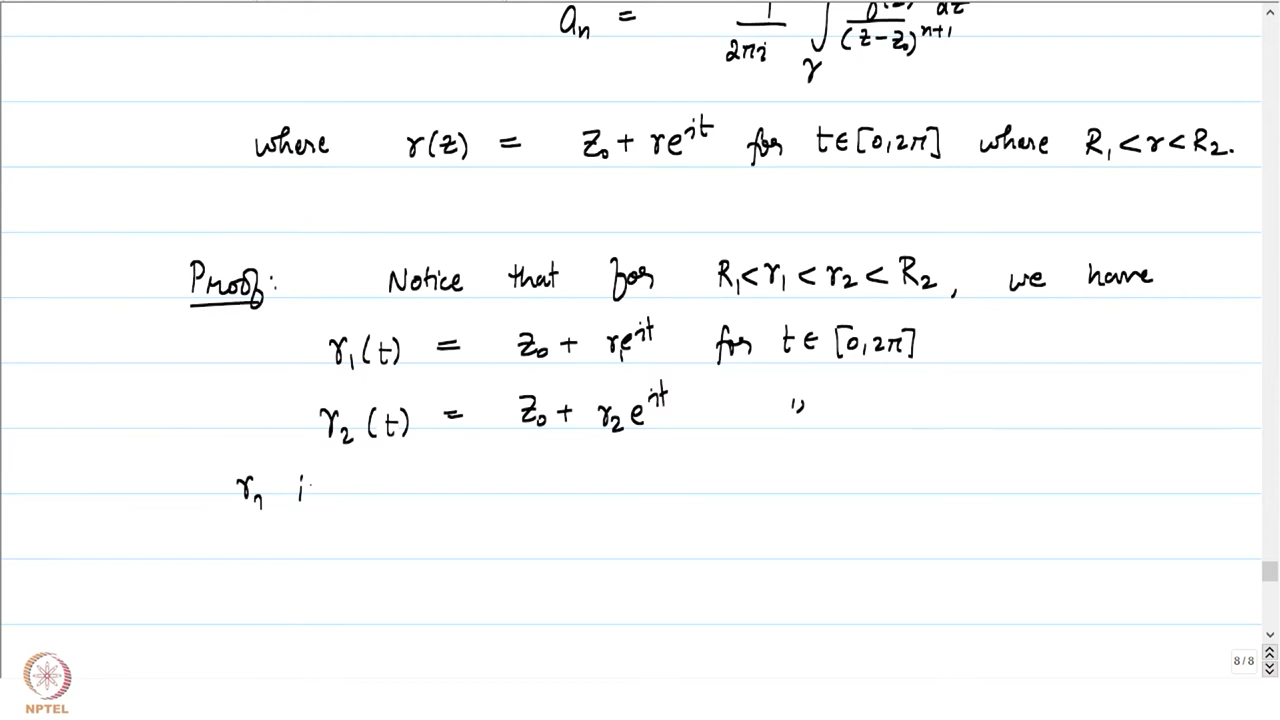 aₙ = 1/2πi ∫_γ dz/(z-z₀)ⁿ⁺¹
where γ(z) = z₀ + re^{it} for t ∈ [0,2π] where R₁ < r < R₂.
Proof: Notice that for R₁ < r₁ < r₂ < R₂, we have
γ₁(t) = z₀ + r₁e^{it} for t ∈ [0,2π]
γ₂(t) = z₀ + r₂e^{it} "
γ₁ i
8/8
NPTEL